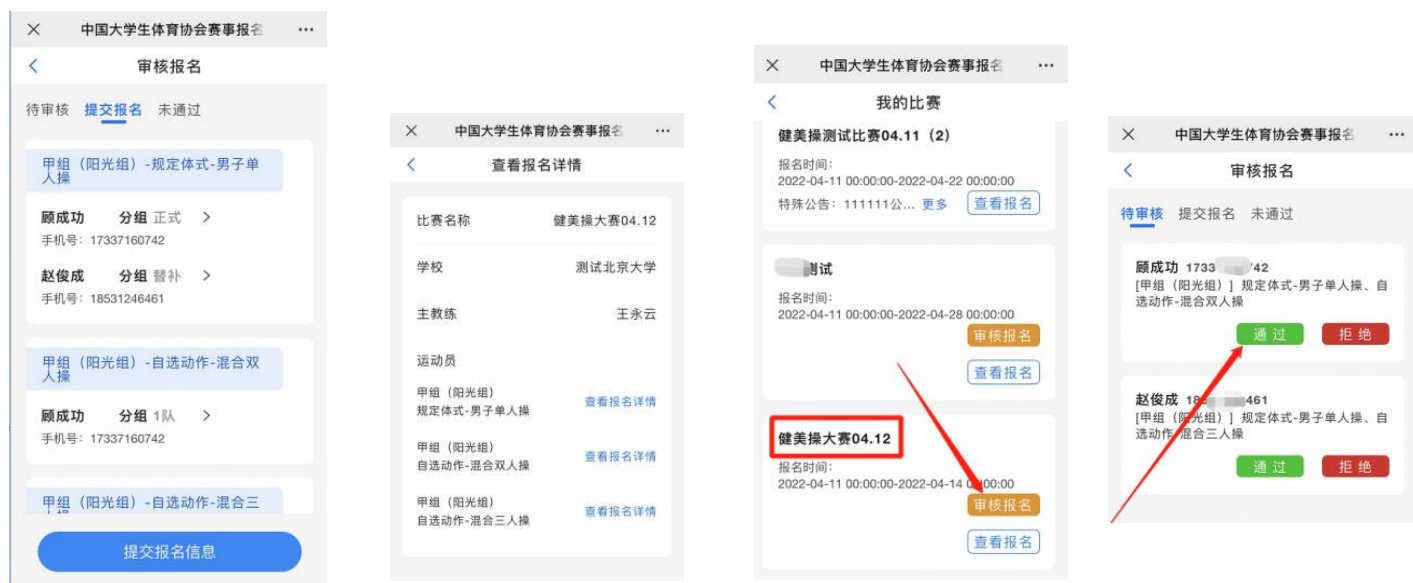 中国大学生体育协会赛事报名
审核报名
待审核 提交报名 未通过
甲组（阳光组）-规定体式-男子单
人操
顾成功 分组 正式 >
手机号：17337160742
赵俊成 分组 替补 >
手机号：18531246461
甲组（阳光组）-自选动作-混合双
人操
顾成功 分组 1队 >
手机号：17337160742
甲组（阳光组）-自选动作-混合三
提交报名信息
中国大学生体育协会赛事报名
查看报名详情
比赛名称 健美操大赛04.12
学校 测试北京大学
主教练 王永云
运动员
甲组（阳光组）
规定体式-男子单人操 查看报名详情
甲组（阳光组）
自选动作-混合双人操 查看报名详情
甲组（阳光组）
自选动作-混合三人操 查看报名详情
中国大学生体育协会赛事报名
我的比赛
健美操测试比赛04.11（2）
报名时间：
2022-04-11 00:00:00-2022-04-22 00:00:00
特殊公告：111111公... 更多 查看报名
测试
报名时间：
2022-04-11 00:00:00-2022-04-28 00:00:00
审核报名
查看报名
健美操大赛04.12
报名时间：
2022-04-11 00:00:00-2022-04-14 00:00:00
审核报名
查看报名
中国大学生体育协会赛事报名
审核报名
待审核 提交报名 未通过
顾成功 1733 42
[甲组（阳光组）] 规定体式-男子单人操、自
选动作-混合双人操
通过 拒绝
赵俊成 18 461
[甲组（阳光组）] 规定体式-男子单人操、自
选动作-混合三人操
通过 拒绝